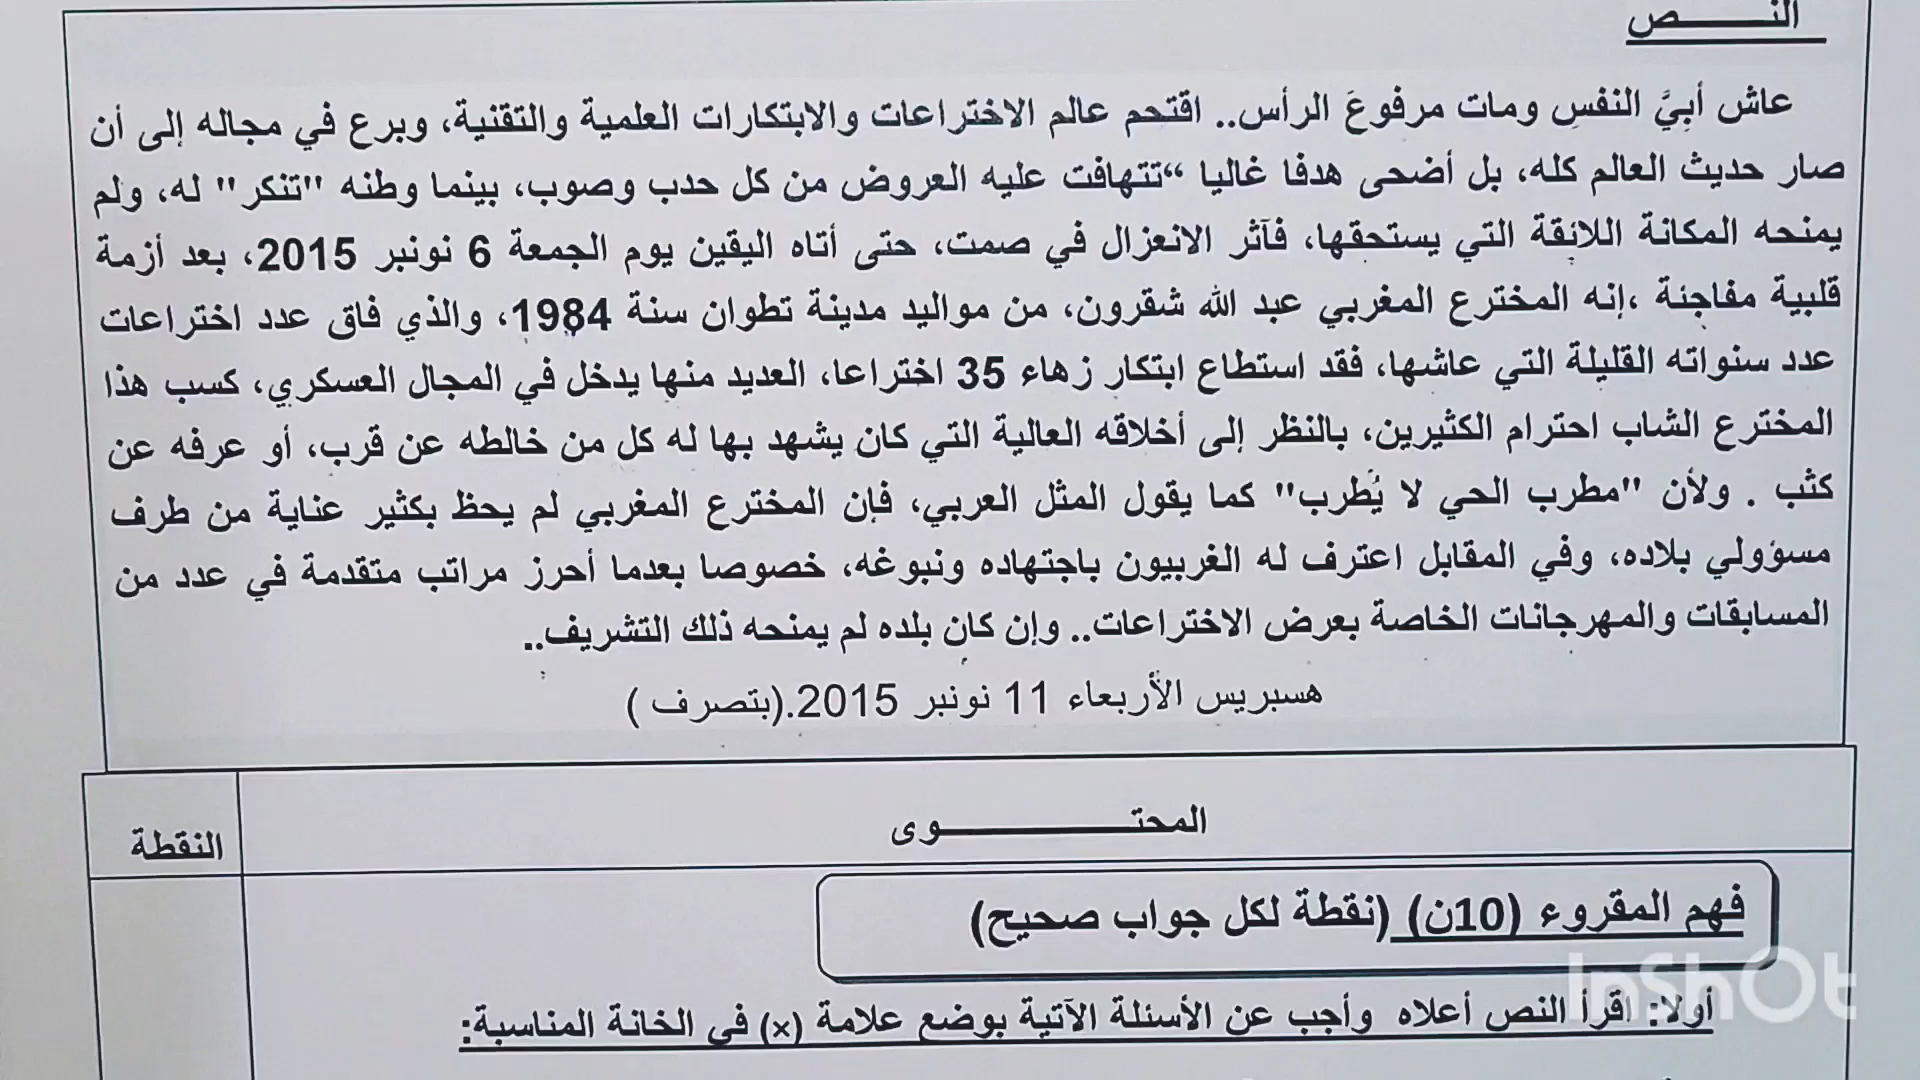 النص
عاش أبِيَّ النفسِ ومات مرفوعَ الرأس.. اقتحم عالم الاختراعات والابتكارات العلمية والتقنية، وبرع في مجاله إلى أن
صار حديث العالم كله، بل أضحى هدفا غاليا “تتهافت عليه العروض من كل حدب وصوب، بينما وطنه "تنكر" له، ولم
يمنحه المكانة اللائقة التي يستحقها، فآثر الانعزال في صمت، حتى أتاه اليقين يوم الجمعة 6 نونبر 2015، بعد أزمة
قلبية مفاجئة ،إنه المخترع المغربي عبد الله شقرون، من مواليد مدينة تطوان سنة 1984، والذي فاق عدد اختراعات
عدد سنواته القليلة التي عاشها، فقد استطاع ابتكار زهاء 35 اختراعا، العديد منها يدخل في المجال العسكري، كسب هذا
المخترع الشاب احترام الكثيرين، بالنظر إلى أخلاقه العالية التي كان يشهد بها له كل من خالطه عن قرب، أو عرفه عن
كثب . ولأن "مطرب الحي لا يُطرب" كما يقول المثل العربي، فإن المخترع المغربي لم يحظ بكثير عناية من طرف
مسؤولي بلاده، وفي المقابل اعترف له الغربيون باجتهاده ونبوغه، خصوصا بعدما أحرز مراتب متقدمة في عدد من
المسابقات والمهرجانات الخاصة بعرض الاختراعات.. وإن كان بلده لم يمنحه ذلك التشريف..
هسبريس الأربعاء 11 نونبر 2015.(بتصرف )
المحتوى
النقطة
فهم المقروء (10ن) (نقطة لكل جواب صحيح)
أولا: اقرأ النص أعلاه وأجب عن الأسئلة الآتية بوضع علامة (×) في الخانة المناسبة:
InShOt